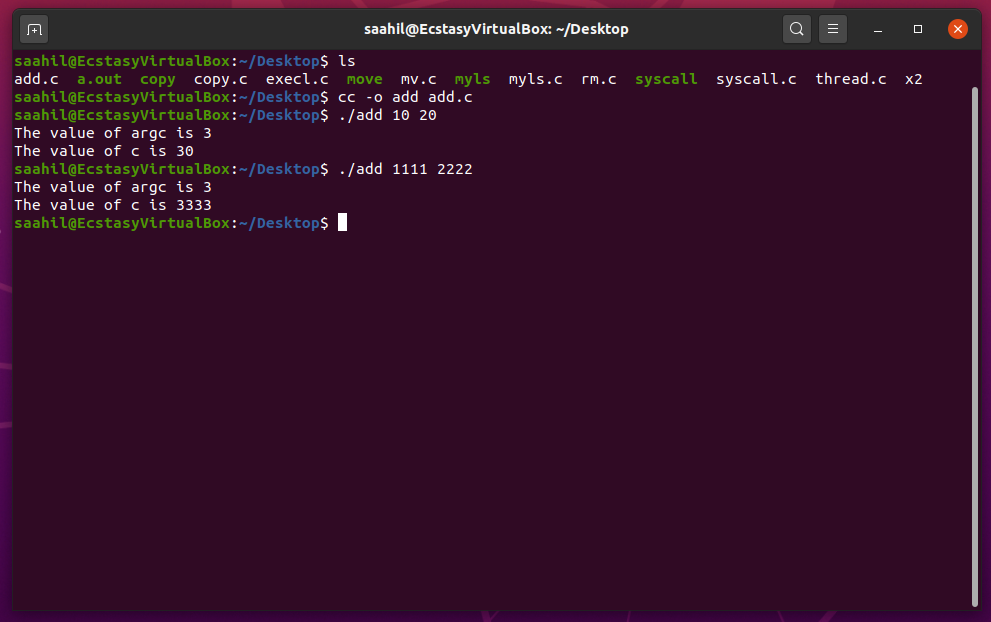 saahil@EcstasyVirtualBox: ~/Desktop
saahil@EcstasyVirtualBox:~/Desktop$ ls
add.c  a.out  copy  copy.c  execl.c  move  mv.c  myls  myls.c  rm.c  syscall  syscall.c  thread.c  x2
saahil@EcstasyVirtualBox:~/Desktop$ cc -o add add.c
saahil@EcstasyVirtualBox:~/Desktop$ ./add 10 20
The value of argc is 3
The value of c is 30
saahil@EcstasyVirtualBox:~/Desktop$ ./add 1111 2222
The value of argc is 3
The value of c is 3333
saahil@EcstasyVirtualBox:~/Desktop$